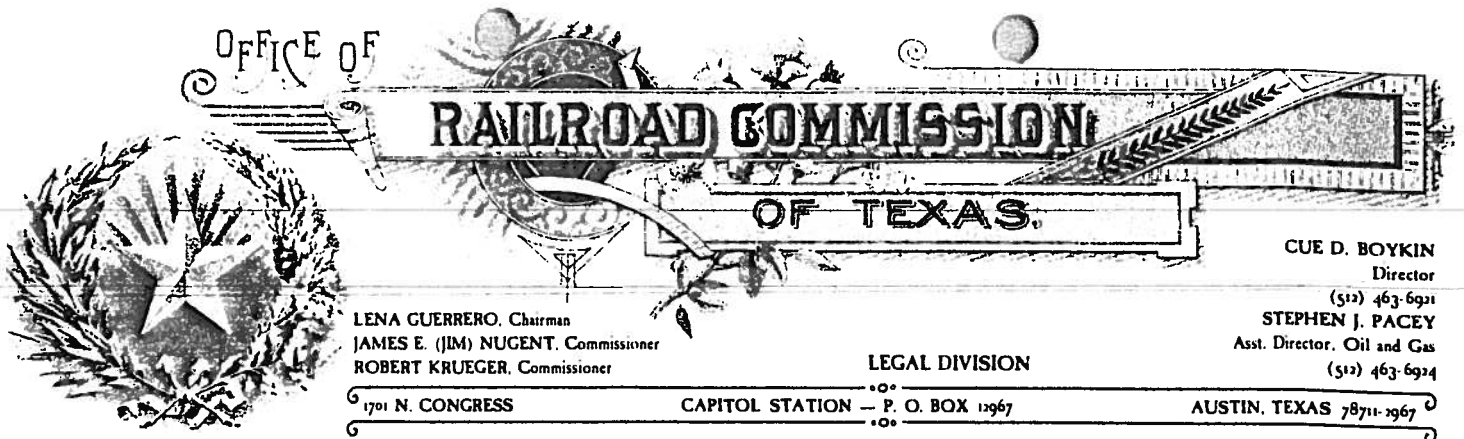 OFFICE OF
RAILROAD COMMISSION
OF TEXAS.
CUE D. BOYKIN
Director
(512) 463-6921
STEPHEN J. PACEY
Asst. Director, Oil and Gas
(512) 463-6924
LENA GUERRERO, Chairman
JAMES E. (JIM) NUGENT, Commissioner
ROBERT KRUEGER, Commissioner
LEGAL DIVISION
1701 N. CONGRESS CAPITOL STATION — P. O. BOX 12967 AUSTIN, TEXAS 78711-2967